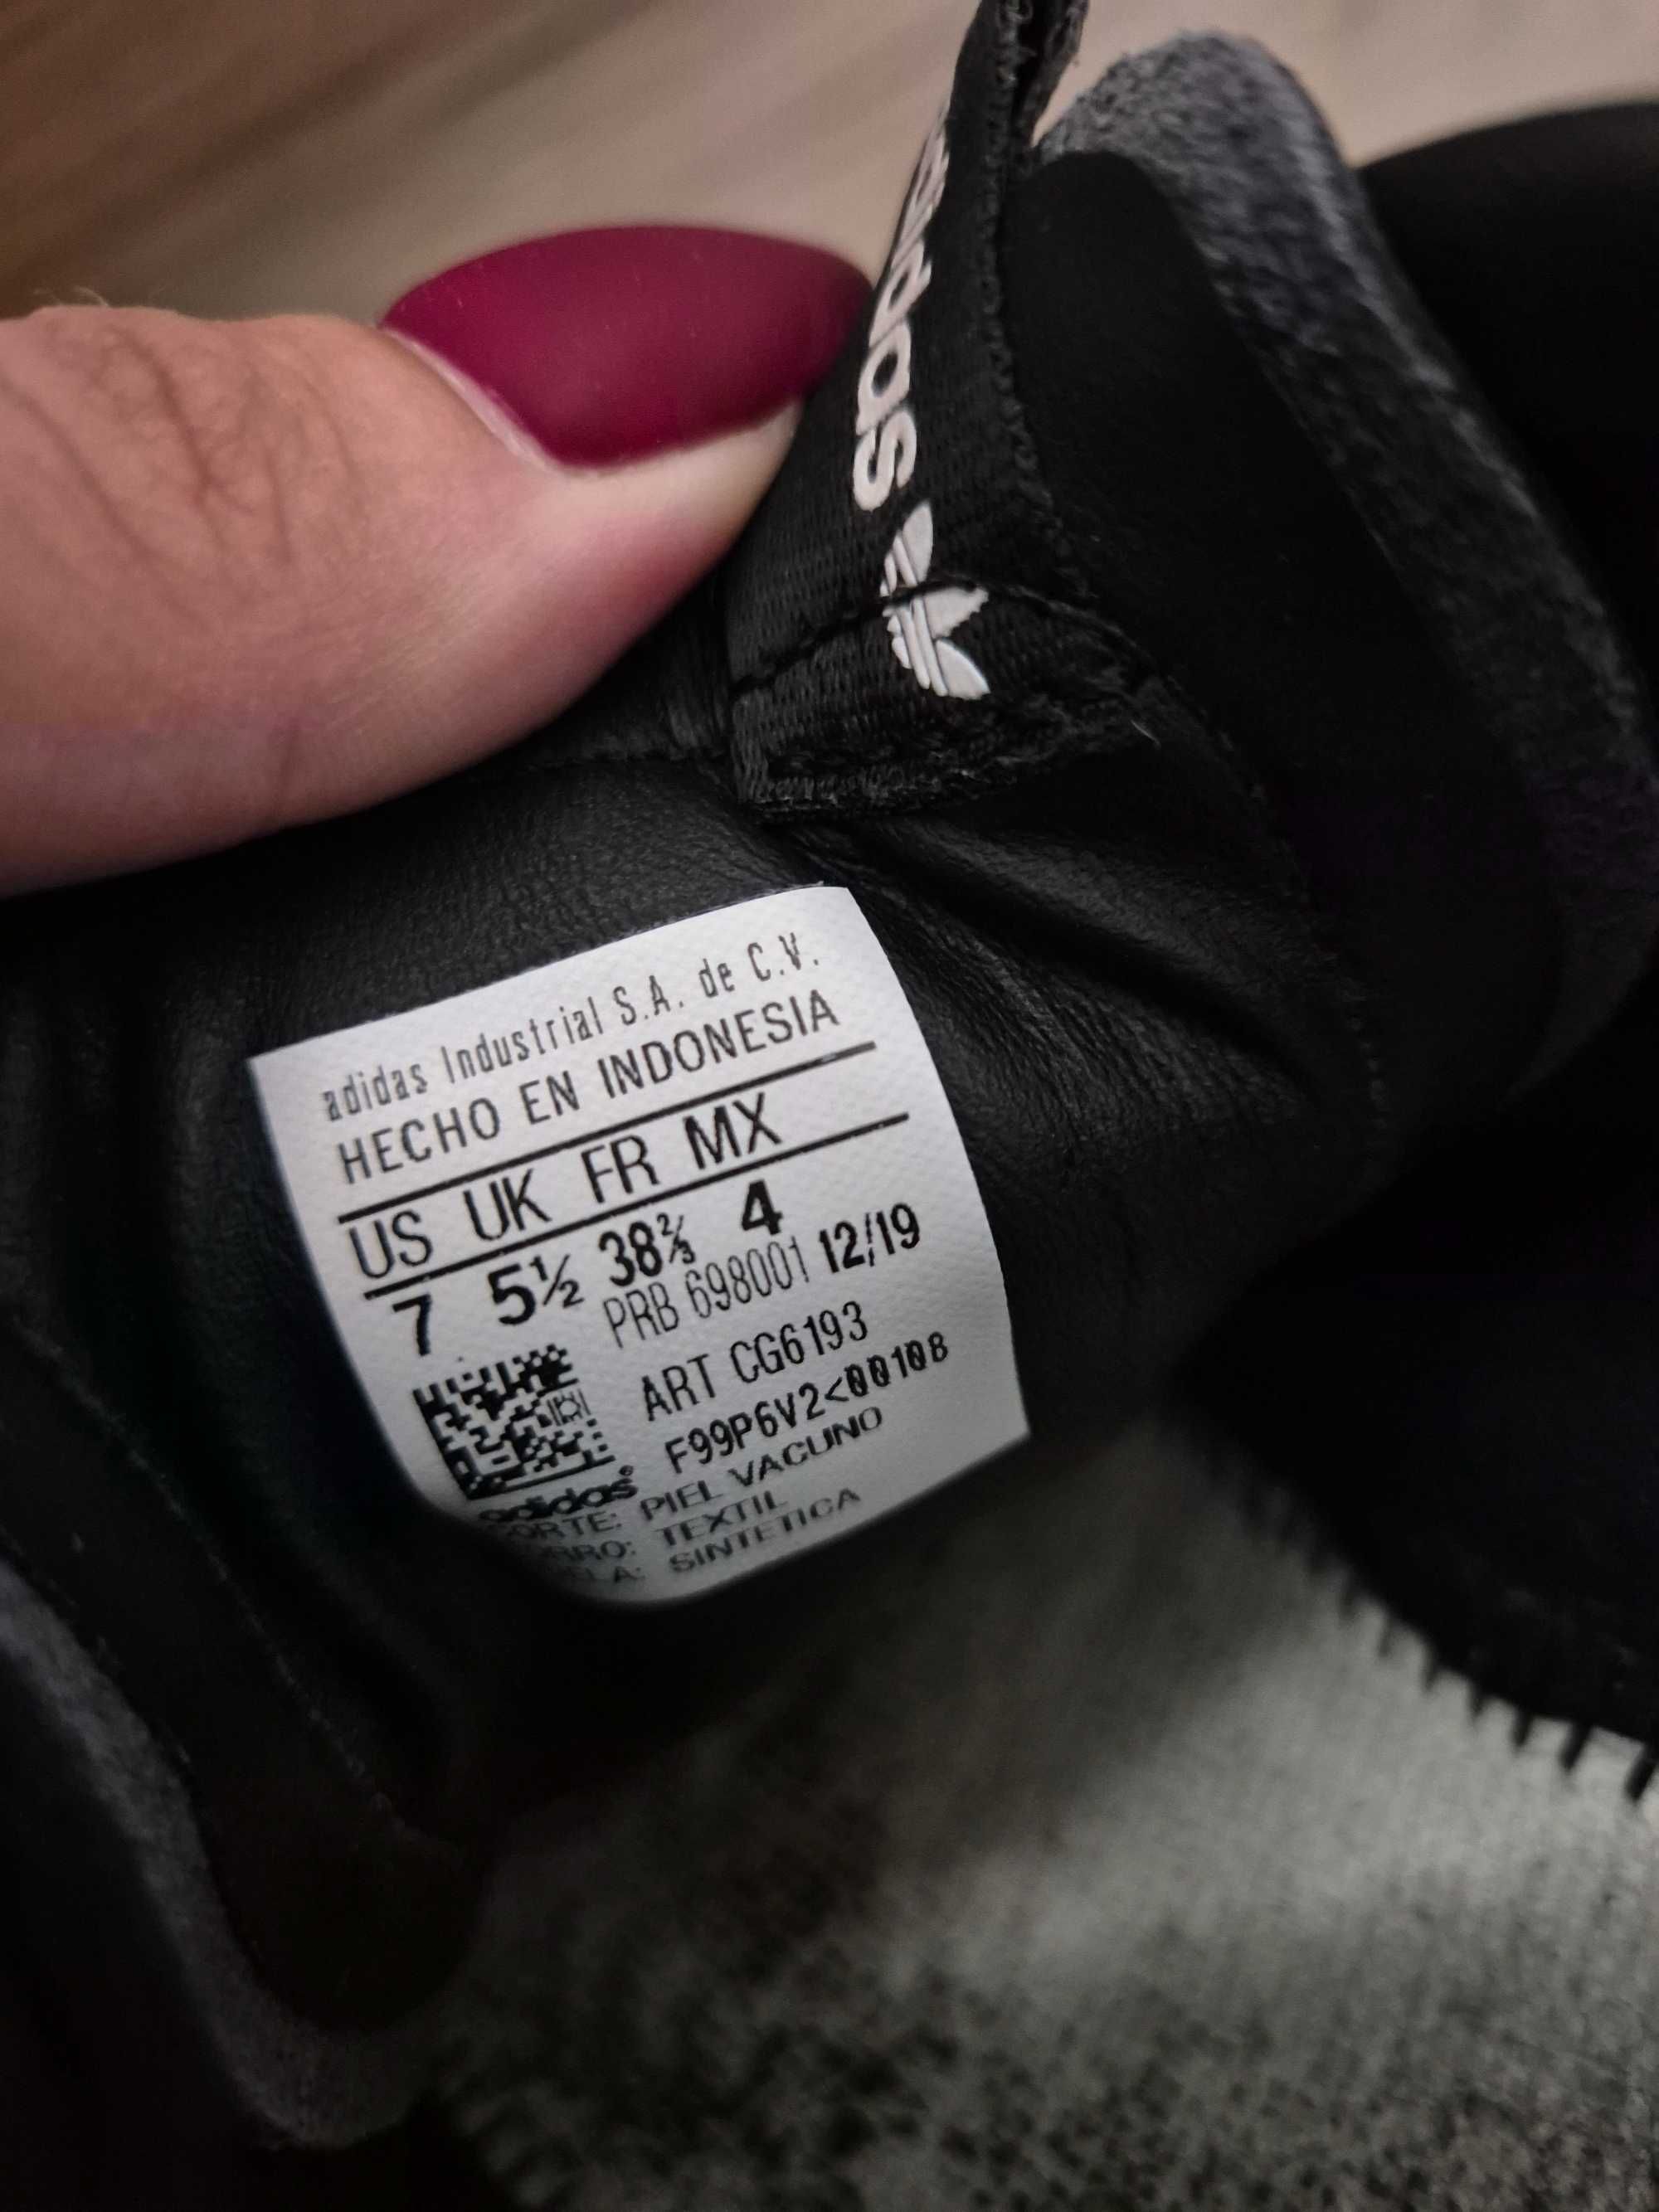 adidas
adidas Industrial S.A. de C.V.
HECHO EN INDONESIA
US UK FR MX
7 5½ 38⅔ 4
PRB 698001 12/19
ART CG6193
F99P6V2<00108
adidas
CORTE: PIEL VACUNO
TEXTIL
SINTETICA